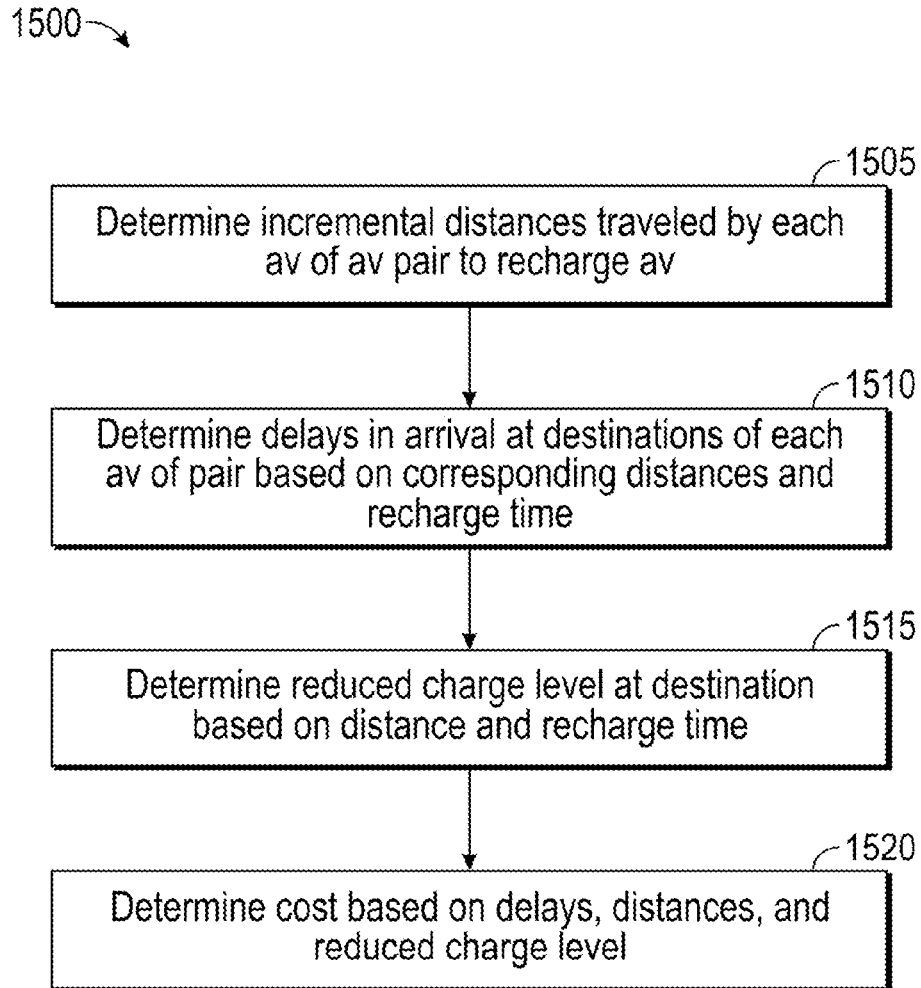 1500
1505
Determine incremental distances traveled by each
av of av pair to recharge av
1510
Determine delays in arrival at destinations of each
av of pair based on corresponding distances and
recharge time
1515
Determine reduced charge level at destination
based on distance and recharge time
1520
Determine cost based on delays, distances, and
reduced charge level